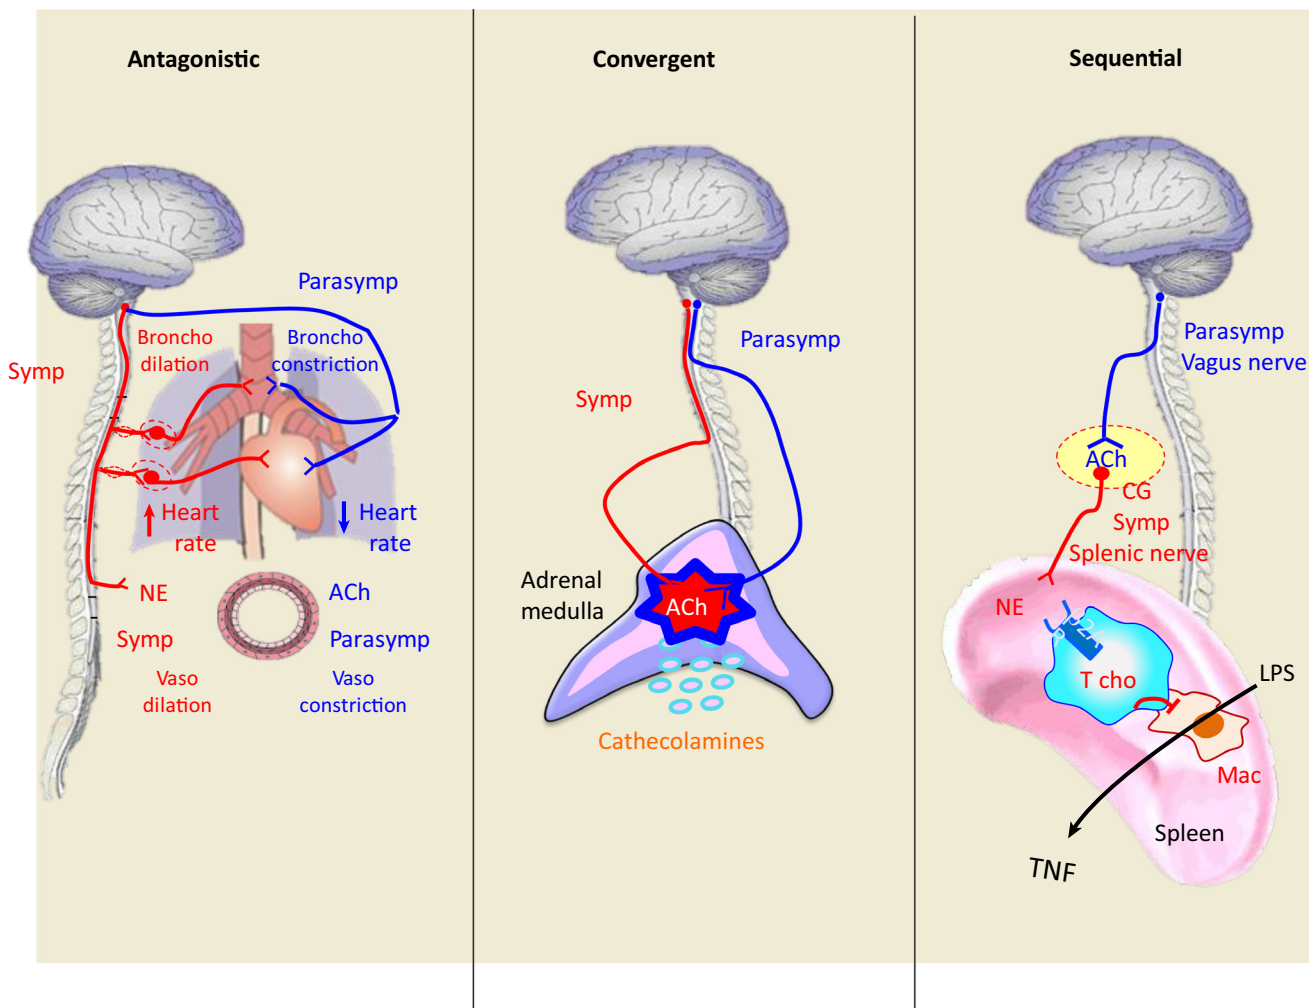 Antagonistic
Parasymp
Symp
Broncho
dilation
Broncho
constriction
Heart
rate
Heart
rate
NE
ACh
Symp
Parasymp
Vaso
dilation
Vaso
constriction
Convergent
Parasymp
Symp
Adrenal
medulla
ACh
Cathecolamines
Sequential
Parasymp
Vagus nerve
ACh
CG
Symp
Splenic nerve
NE
T cho
LPS
Mac
Spleen
TNF